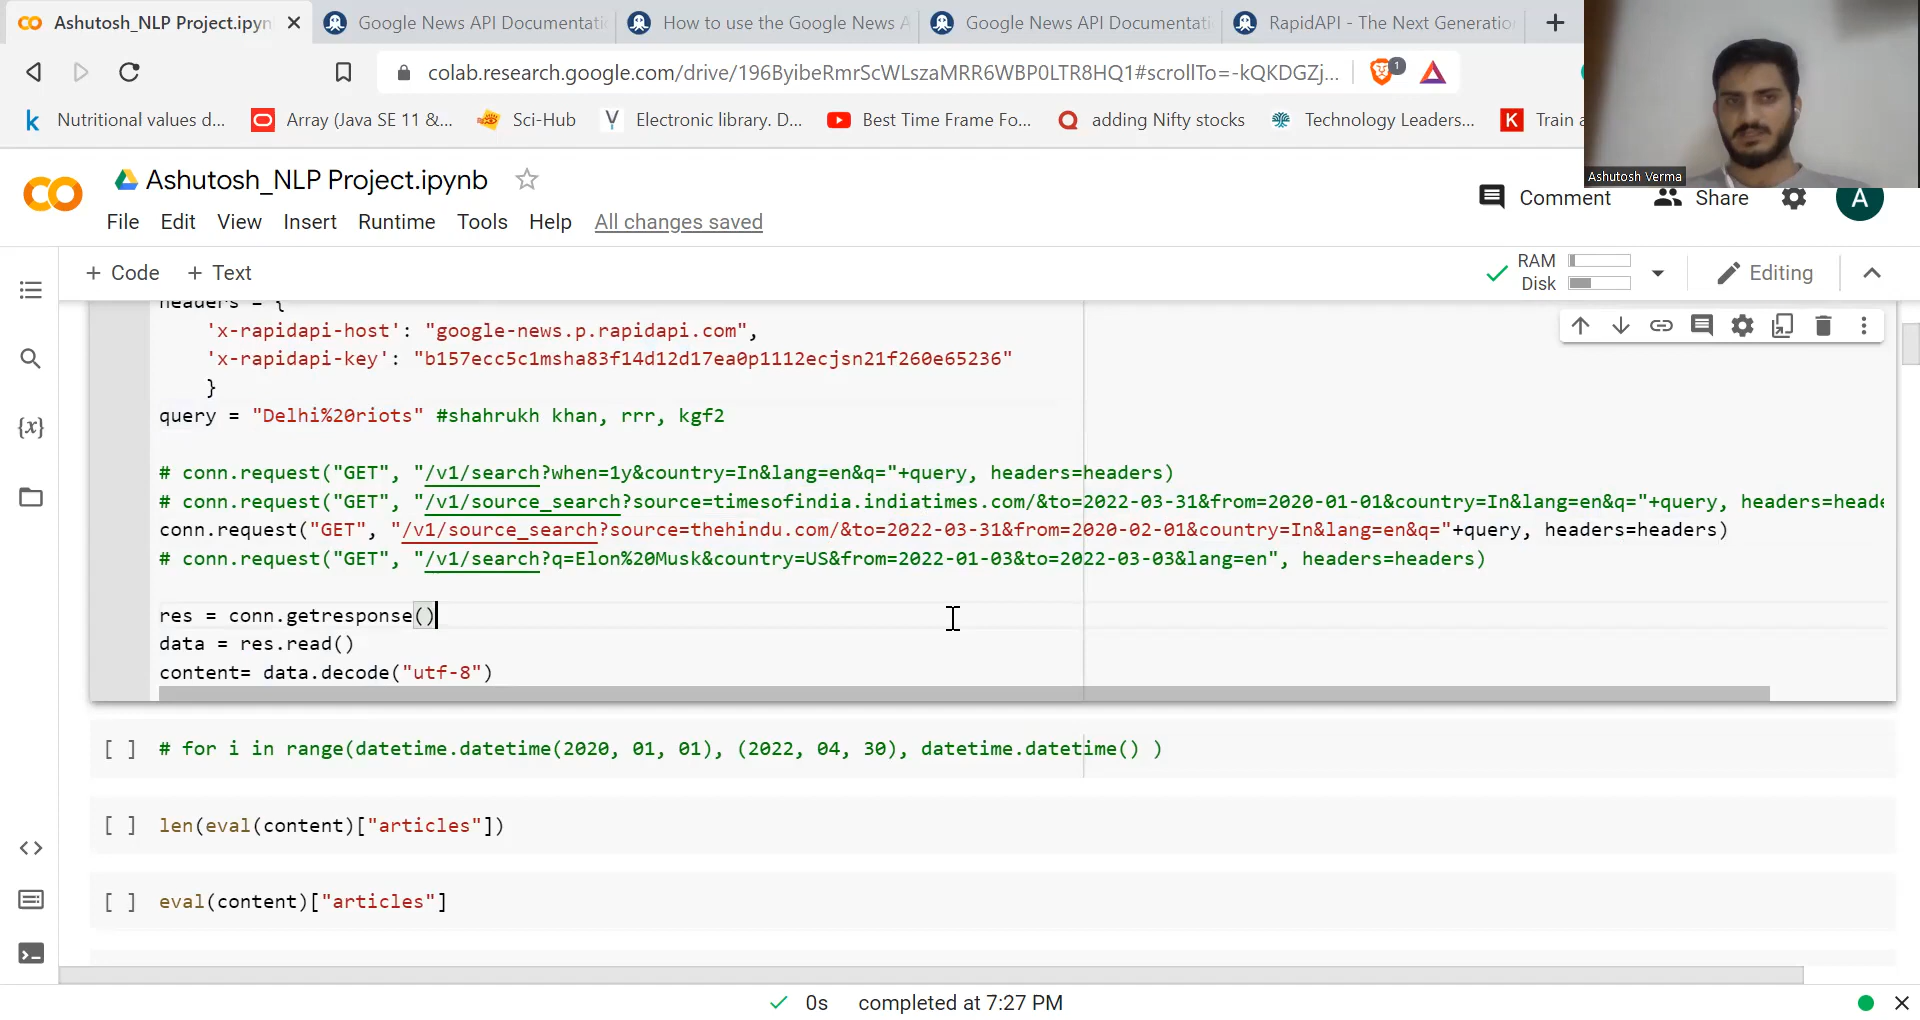 Ashutosh_NLP Project.ipyn
Google News API Documentati
How to use the Google News A
Google News API Documentati
RapidAPI - The Next Generatio
colab.research.google.com/drive/196ByibeRmrScWLszaMRR6WBP0LTR8HQ1#scrollTo=-kQKDGZj...
1
k Nutritional values d...
Array (Java SE 11 &...
Sci-Hub
Y Electronic library. D...
Best Time Frame Fo...
adding Nifty stocks
Technology Leaders...
K Train a
Ashutosh Verma
Ashutosh_NLP Project.ipynb
Comment
Share
A
File Edit View Insert Runtime Tools Help All changes saved
+ Code + Text
RAM
Disk
Editing
headers = {
'x-rapidapi-host': "google-news.p.rapidapi.com",
'x-rapidapi-key': "b157ecc5c1msha83f14d12d17ea0p1112ecjsn21f260e65236"
}
query = "Delhi%20riots" #shahrukh khan, rrr, kgf2
# conn.request("GET", "/v1/search?when=1y&country=In&lang=en&q="+query, headers=headers)
# conn.request("GET", "/v1/source_search?source=timesofindia.indiatimes.com/&to=2022-03-31&from=2020-01-01&country=In&lang=en&q="+query, headers=heade
conn.request("GET", "/v1/source_search?source=thehindu.com/&to=2022-03-31&from=2020-02-01&country=In&lang=en&q="+query, headers=headers)
# conn.request("GET", "/v1/search?q=Elon%20Musk&country=US&from=2022-01-03&to=2022-03-03&lang=en", headers=headers)
res = conn.getresponse()
data = res.read()
content= data.decode("utf-8")
[ ] # for i in range(datetime.datetime(2020, 01, 01), (2022, 04, 30), datetime.datetime() )
[ ] len(eval(content)["articles"])
[ ] eval(content)["articles"]
0s completed at 7:27 PM